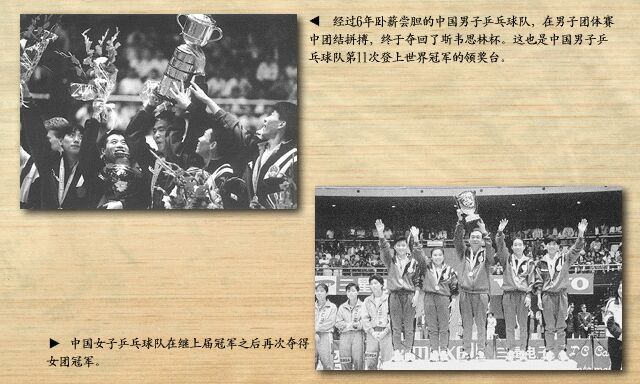 ◀ 经过6年卧薪尝胆的中国男子乒乓球队，在男子团体赛
中团结拼搏，终于夺回了斯韦思林杯。这也是中国男子乒
乓球队第11次登上世界冠军的领奖台。
▶ 中国女子乒乓球队在继上届冠军之后再次夺得
女团冠军。